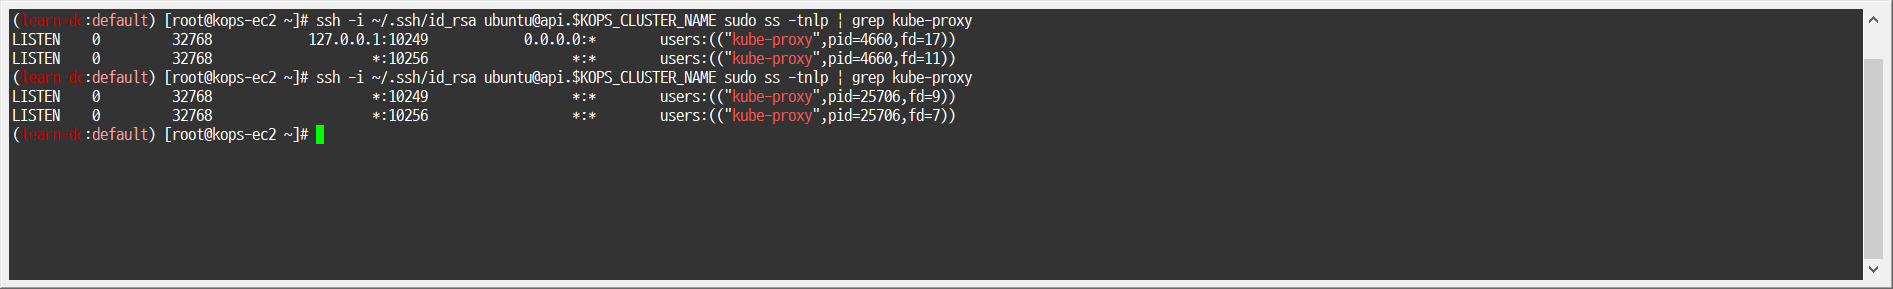 (learn-dc:default) [root@kops-ec2 ~]# ssh -i ~/.ssh/id_rsa ubuntu@api.$KOPS_CLUSTER_NAME sudo ss -tnlp | grep kube-proxy
LISTEN    0         32768            127.0.0.1:10249            0.0.0.0:*        users:(("kube-proxy",pid=4660,fd=17))
LISTEN    0         32768                    *:10256                  *:*        users:(("kube-proxy",pid=4660,fd=11))
(learn-dc:default) [root@kops-ec2 ~]# ssh -i ~/.ssh/id_rsa ubuntu@api.$KOPS_CLUSTER_NAME sudo ss -tnlp | grep kube-proxy
LISTEN    0         32768                    *:10249                  *:*        users:(("kube-proxy",pid=25706,fd=9))
LISTEN    0         32768                    *:10256                  *:*        users:(("kube-proxy",pid=25706,fd=7))
(learn-dc:default) [root@kops-ec2 ~]#